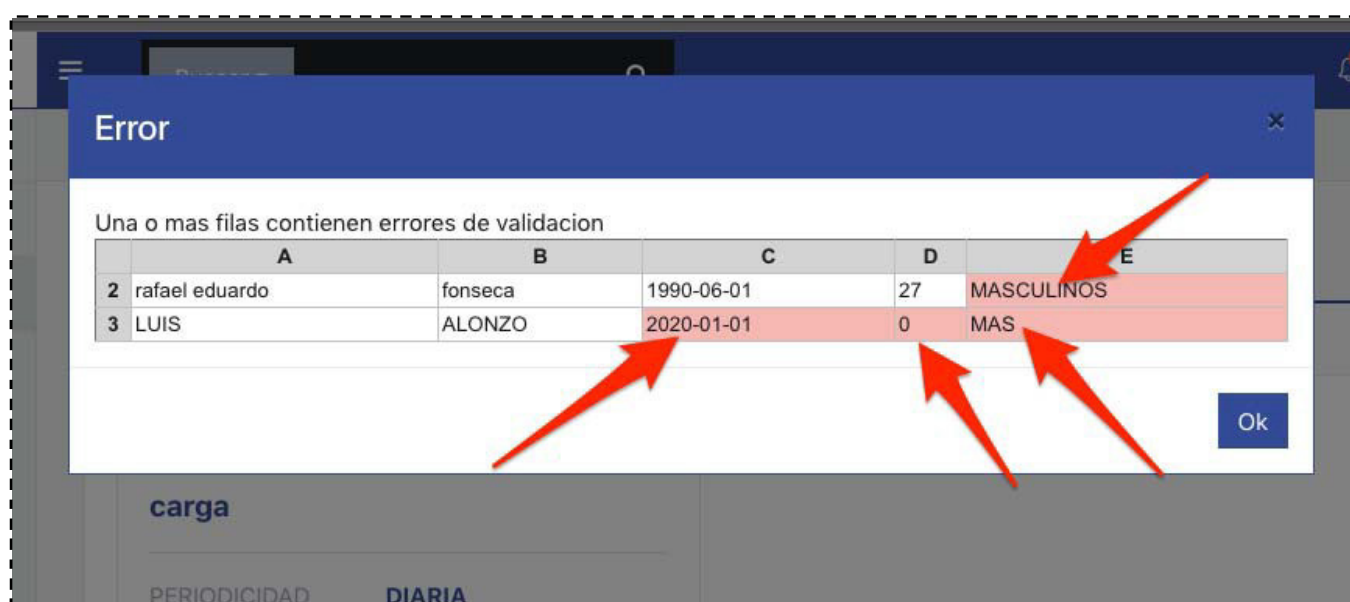 Error
×
Una o mas filas contienen errores de validacion
A B C D E
2 rafael eduardo fonseca 1990-06-01 27 MASCULINOS
3 LUIS ALONZO 2020-01-01 0 MAS
Ok
carga
PERIODICIDAD DIARIA